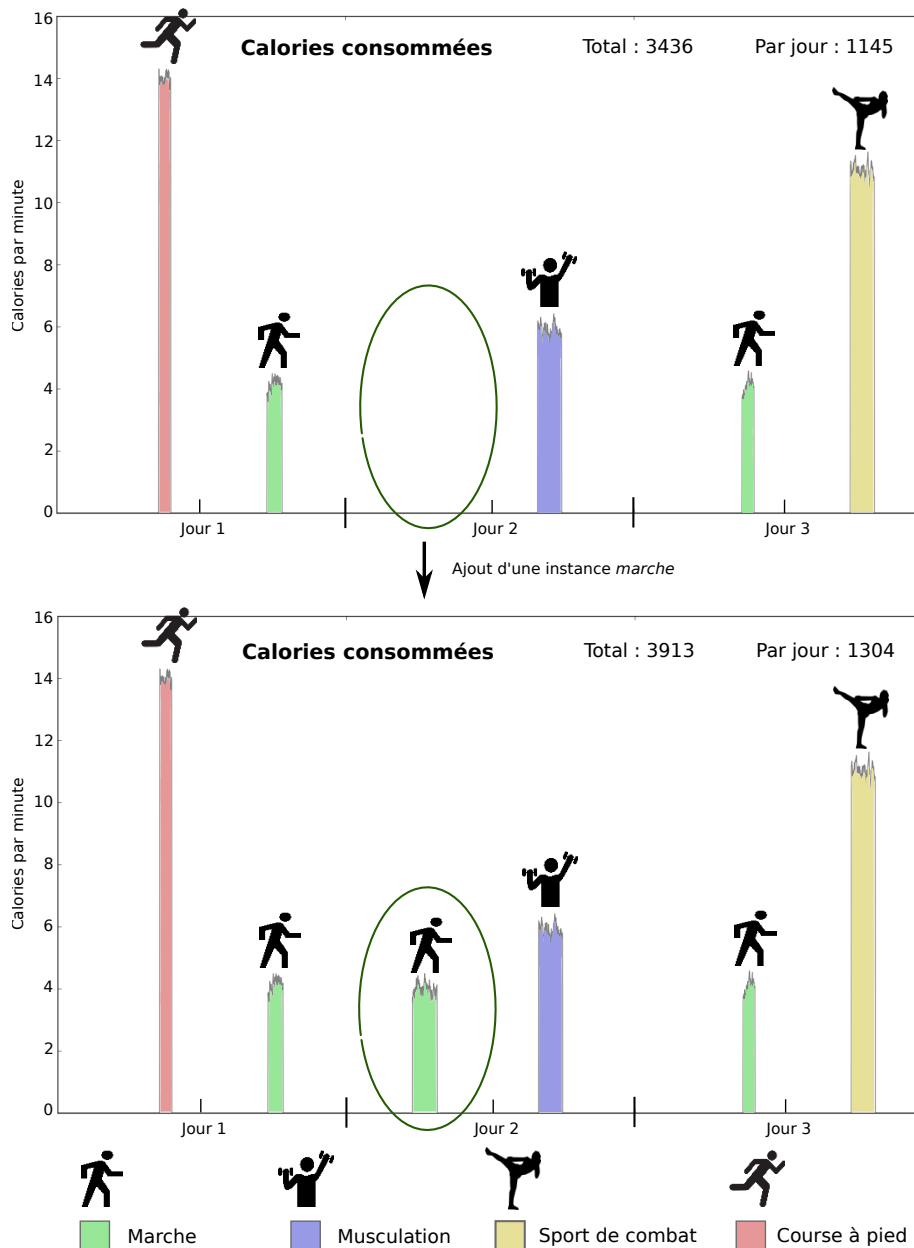 Calories consommées Total : 3436 Par jour : 1145
16
14
12
10
8
6
4
2
0
Calories par minute
Jour 1 Jour 2 Jour 3
Ajout d'une instance marche
Calories consommées Total : 3913 Par jour : 1304
16
14
12
10
8
6
4
2
0
Calories par minute
Jour 1 Jour 2 Jour 3
Marche Musculation Sport de combat Course à pied